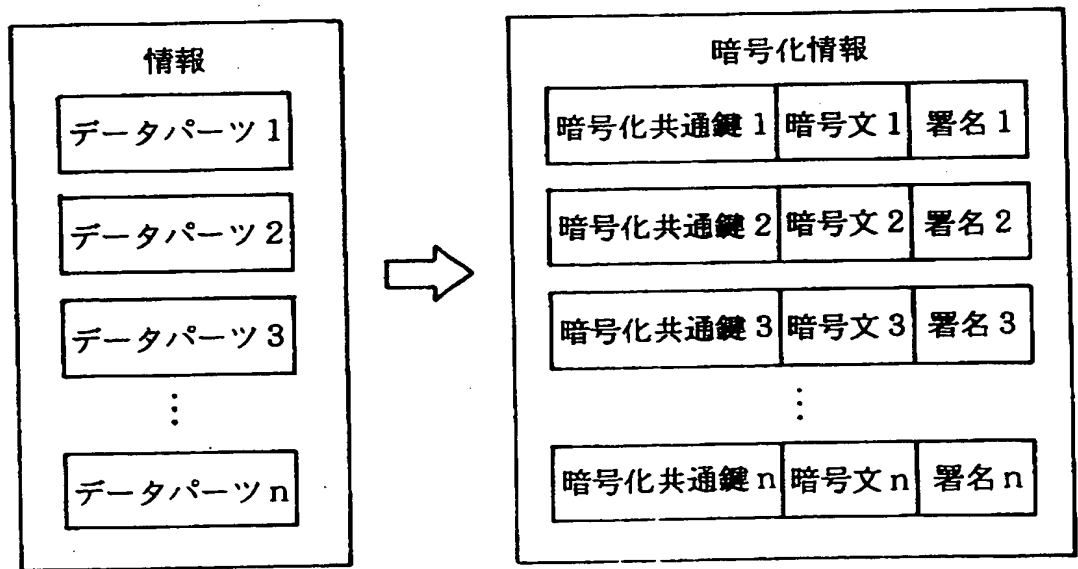 情報
データパーツ1
データパーツ2
データパーツ3
⋮
データパーツn
暗号化情報
暗号化共通鍵1 暗号文1 署名1
暗号化共通鍵2 暗号文2 署名2
暗号化共通鍵3 暗号文3 署名3
⋮
暗号化共通鍵n 暗号文n 署名n